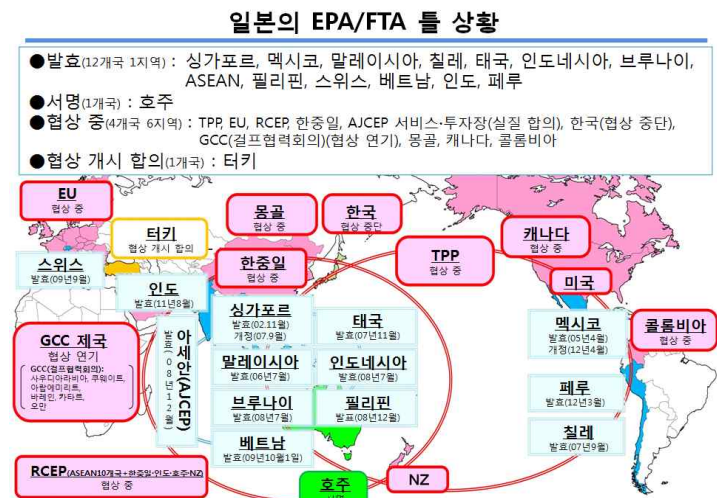 일본의 EPA/FTA 틀 상황
●발효(12개국 1지역) : 싱가포르, 멕시코, 말레이시아, 칠레, 태국, 인도네시아, 브루나이,
ASEAN, 필리핀, 스위스, 베트남, 인도, 페루
●서명(1개국) : 호주
●협상 중(4개국 6지역) : TPP, EU, RCEP, 한중일, AJCEP 서비스·투자장(실질 합의), 한국(협상 중단),
GCC(걸프협력회의)(협상 연기), 몽골, 캐나다, 콜롬비아
●협상 개시 합의(1개국) : 터키
EU
협상 중
터키
협상 개시 합의
몽골
협상 중
한국
협상 중단
캐나다
협상 중
TPP
협상 중
스위스
발효(09년9월)
인도
발효(11년8월)
한중일
협상 중
미국
싱가포르
발효(02.11월)
개정(07.9월)
태국
발효(07년11월)
멕시코
발효(05년4월)
개정(12년4월)
콜롬비아
협상 중
GCC 제국
협상 연기
GCC(걸프협력회의):
사우디아라비아, 쿠웨이트,
아랍에미리트,
바레인, 카타르,
오만
아세안(AJCEP)
발효(08년12월)
말레이시아
발효(06년7월)
인도네시아
발효(08년7월)
브루나이
발효(08년7월)
필리핀
발효(08년12월)
페루
발효(12년3월)
베트남
발효(09년10월1일)
칠레
발효(07년9월)
RCEP(ASEAN10개국+한중일·인도·호주·NZ)
협상 중
호주
NZ